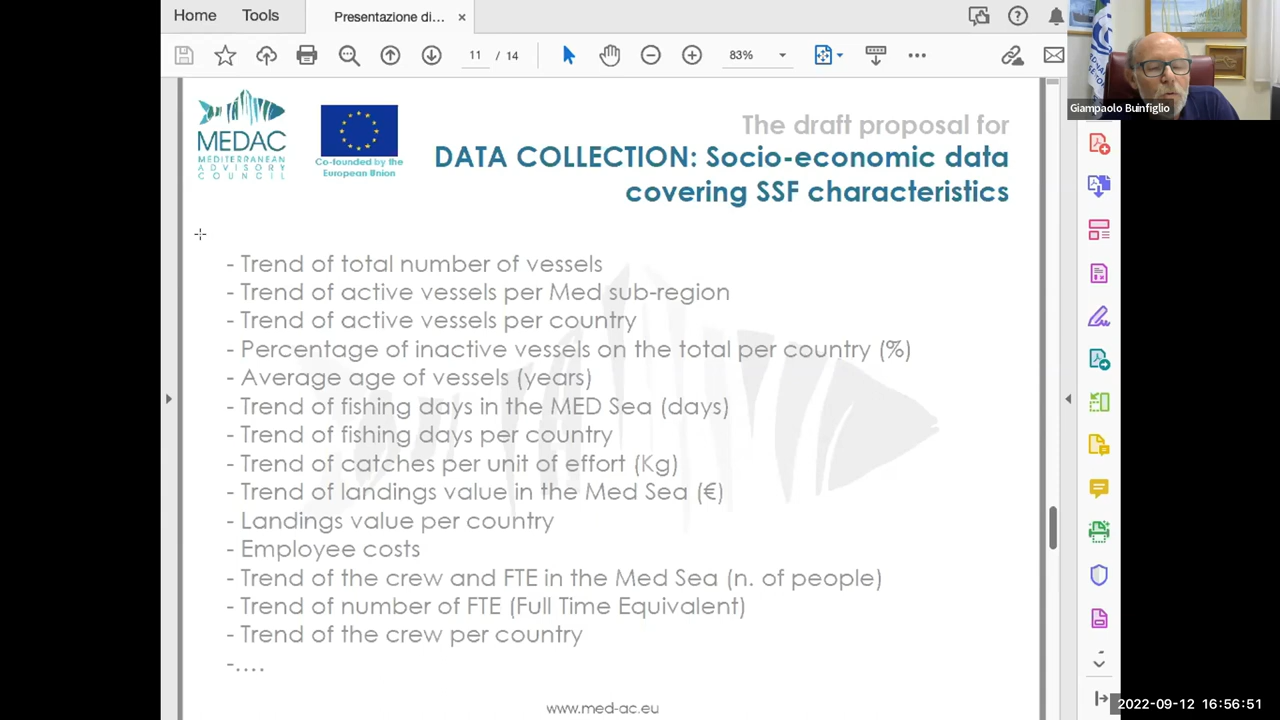 Home
Tools
Presentazione di...
×
11 / 14
83%
Giampaolo Buinfiglio
MEDAC
MEDITERRANEAN
ADVISORY
COUNCIL
Co-founded by the
European Union
The draft proposal for
DATA COLLECTION: Socio-economic data
covering SSF characteristics
- Trend of total number of vessels
- Trend of active vessels per Med sub-region
- Trend of active vessels per country
- Percentage of inactive vessels on the total per country (%)
- Average age of vessels (years)
- Trend of fishing days in the MED Sea (days)
- Trend of fishing days per country
- Trend of catches per unit of effort (Kg)
- Trend of landings value in the Med Sea (€)
- Landings value per country
- Employee costs
- Trend of the crew and FTE in the Med Sea (n. of people)
- Trend of number of FTE (Full Time Equivalent)
- Trend of the crew per country
-....
www.med-ac.eu
2022-09-12 16:56:51